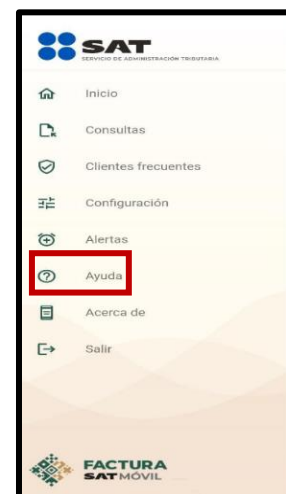 SAT
SERVICIO DE ADMINISTRACIÓN TRIBUTARIA
Inicio
Consultas
Clientes frecuentes
Configuración
Alertas
Ayuda
Acerca de
Salir
FACTURA
SAT MÓVIL